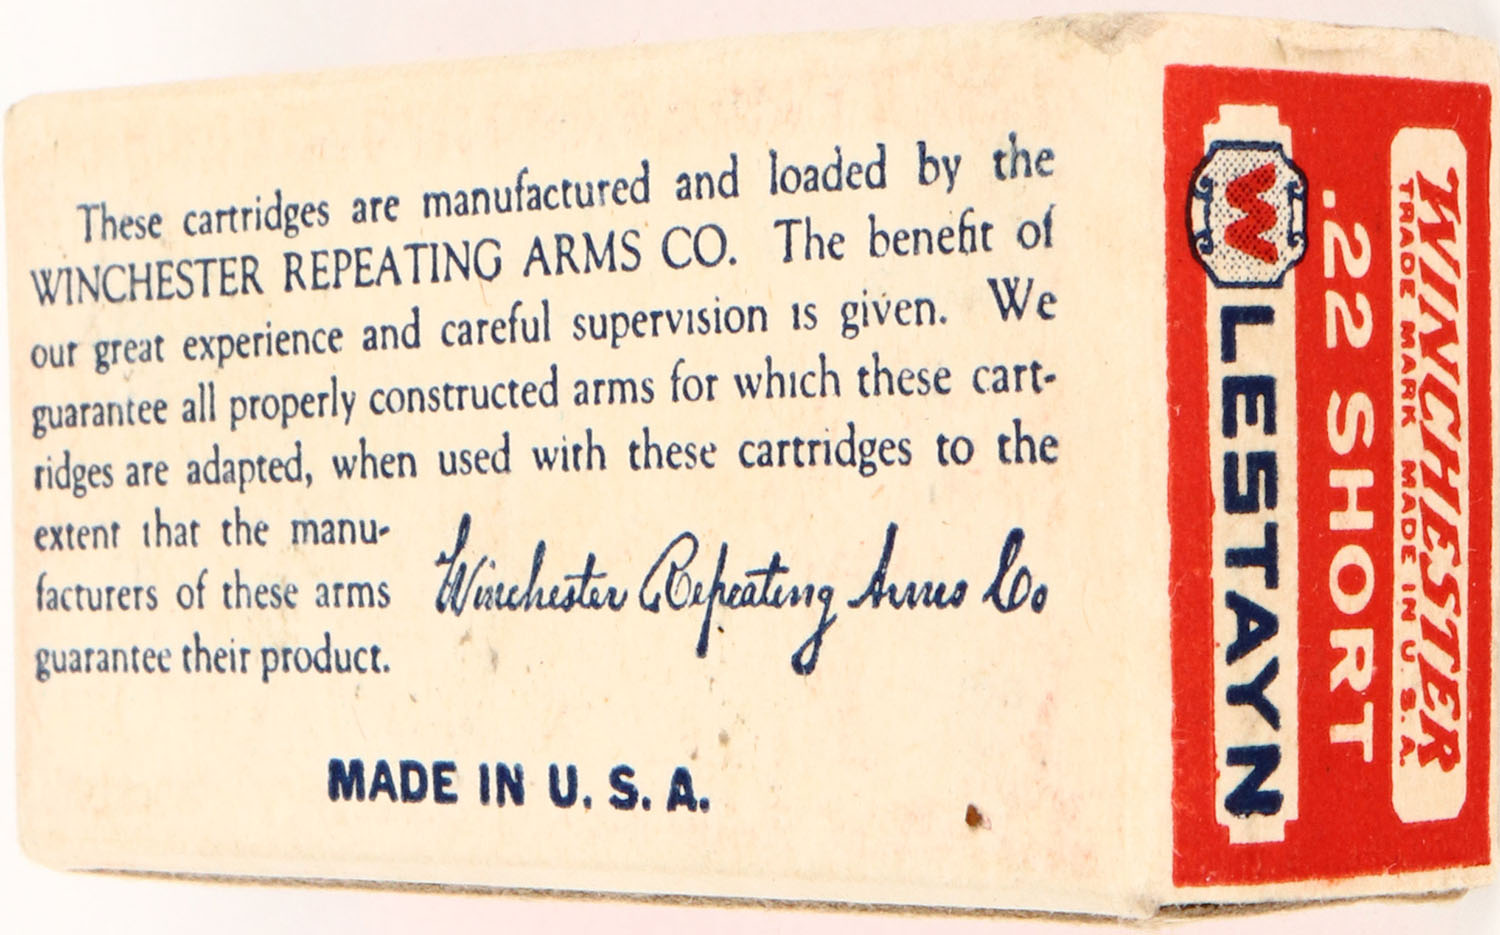 These cartridges are manufactured and loaded by the
WINCHESTER REPEATING ARMS CO. The benefit of
our great experience and careful supervision is given. We
guarantee all properly constructed arms for which these cart-
ridges are adapted, when used with these cartridges to the
extent that the manu-
facturers of these arms
guarantee their product.
Winchester Repeating Arms Co
MADE IN U. S. A.
WINCHESTER
TRADE MARK MADE IN U. S. A.
.22 SHORT
W LESTAYN